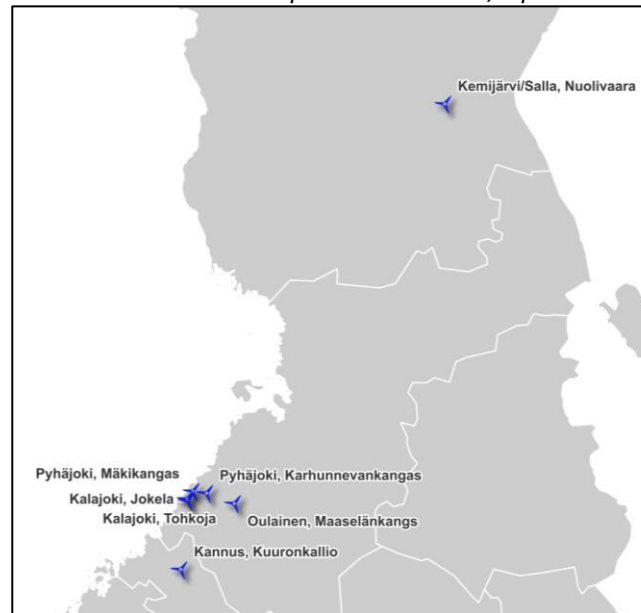 Kemijärvi/Salla, Nuolivaara
Pyhäjoki, Mäkikangas
Pyhäjoki, Karhunnevankangas
Kalajoki, Jokela
Kalajoki, Tohkoja
Oulainen, Maaselänkangs
Kannus, Kuuronkallio